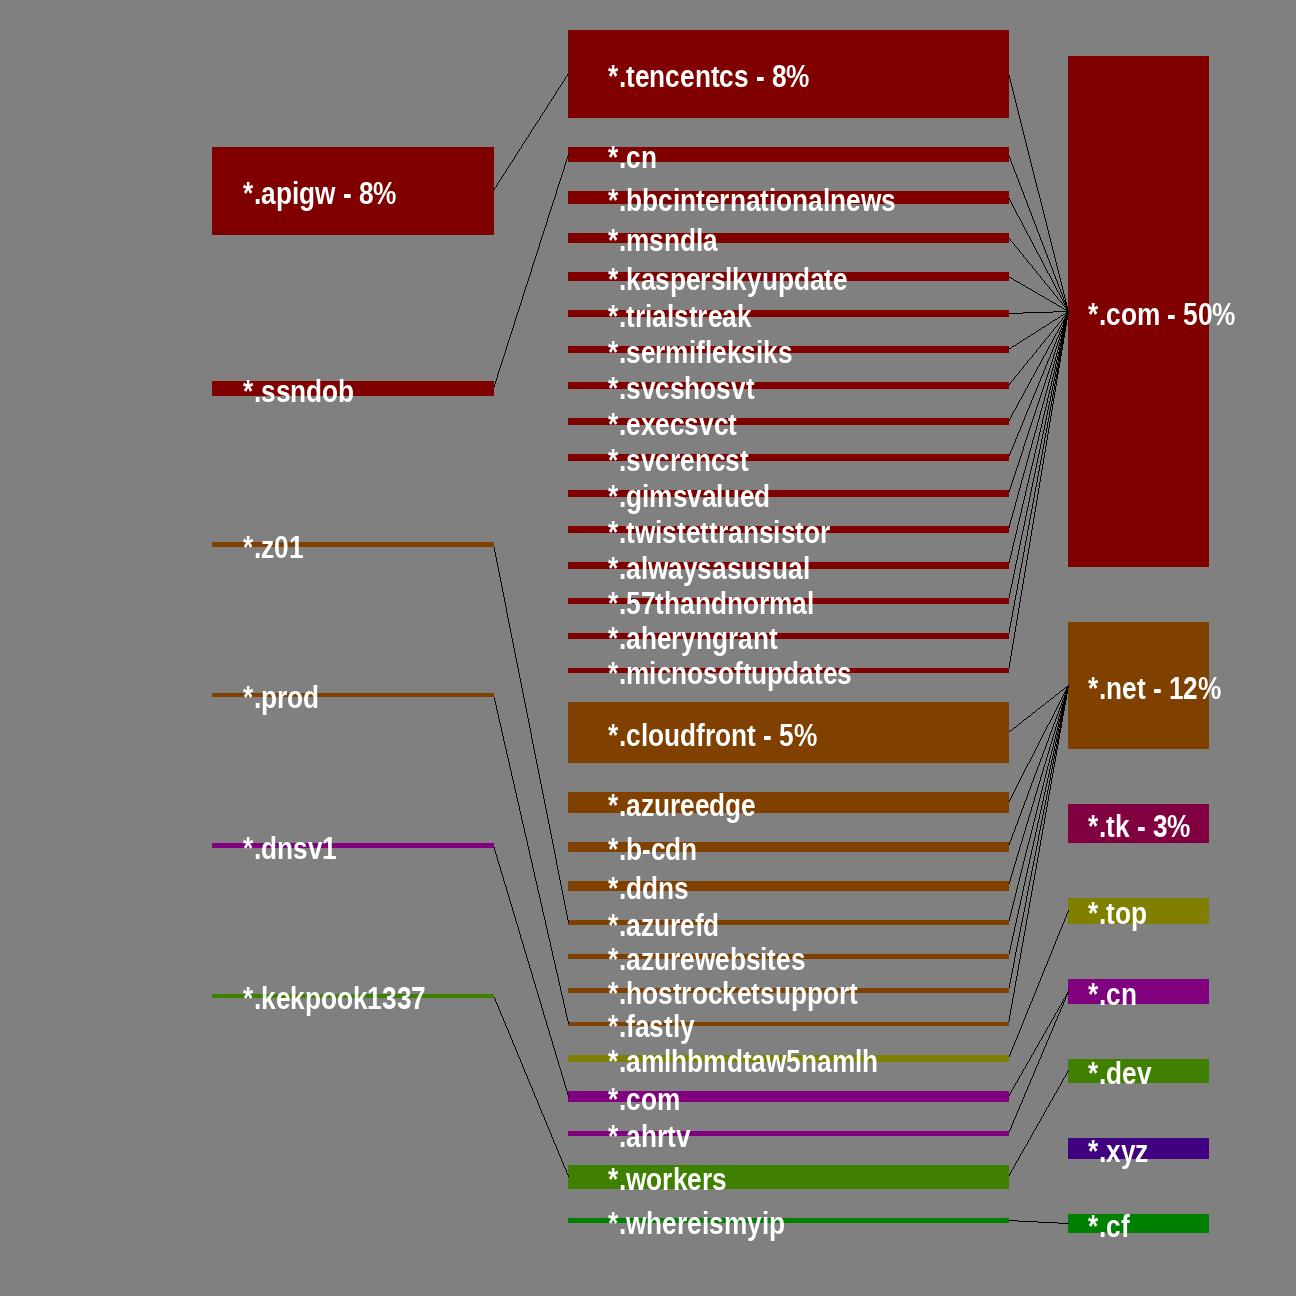 *.apigw - 8%
*.ssndob
*.z01
*.prod
*.dnsv1
*.kekpook1337
*.tencentcs - 8%
*.cn
*.bbcinternationalnews
*.msndla
*.kasperslkyupdate
*.trialstreak
*.sermifleksiks
*.svcshosvt
*.execsvct
*.svcrencst
*.gimsvalued
*.twistettransistor
*.alwaysasusual
*.57thandnormal
*.aheryngrant
*.micnosoftupdates
*.cloudfront - 5%
*.azureedge
*.b-cdn
*.ddns
*.azurefd
*.azurewebsites
*.hostrocketsupport
*.fastly
*.amlhbmdtaw5namlh
*.com
*.ahrtv
*.workers
*.whereismyip
*.com - 50%
*.net - 12%
*.tk - 3%
*.top
*.cn
*.dev
*.xyz
*.cf